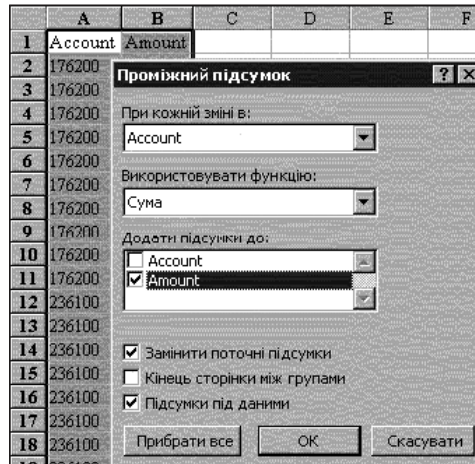 A B C D E F
1 Account Amount
2 176200
Проміжний підсумок ? X
3 176200
4 176200 При кожній зміні в:
5 176200 Account
6 176200
7 176200 Використовувати функцію:
8 176200 Сума
9 176200
Додати підсумки до:
10 176200 Account
11 176200 Amount
12 236100
13 236100
14 236100 Замінити поточні підсумки
15 236100 Кінець сторінки між групами
16 236100 Підсумки під даними
17 236100
18 236100 Прибрати все ОК Скасувати